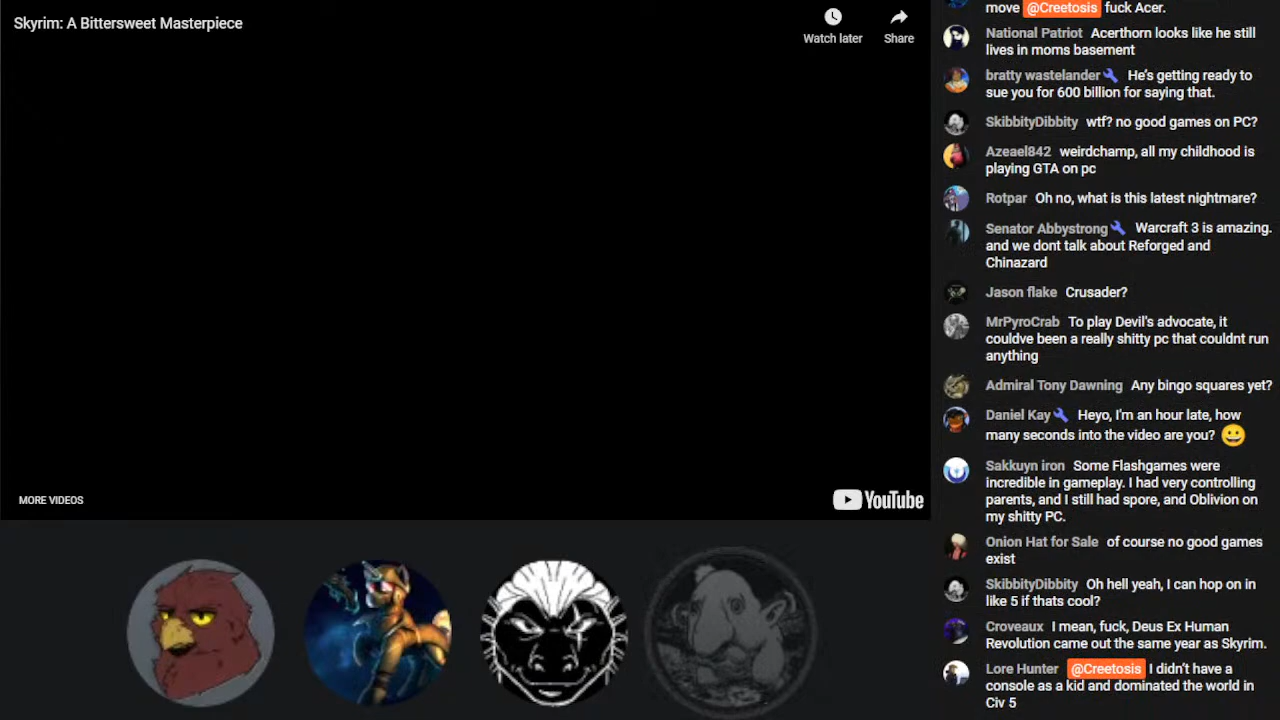 Skyrim: A Bittersweet Masterpiece
Watch later
Share
MORE VIDEOS
YouTube
move @Creetosis fuck Acer.
National Patriot Acerthorn looks like he still
lives in moms basement
bratty wastelander He's getting ready to
sue you for 600 billion for saying that.
SkibbityDibbity wtf? no good games on PC?
Azeael842 weirdchamp, all my childhood is
playing GTA on pc
Rotpar Oh no, what is this latest nightmare?
Senator Abbystrong Warcraft 3 is amazing.
and we dont talk about Reforged and
Chinazard
Jason flake Crusader?
MrPyroCrab To play Devil's advocate, it
couldve been a really shitty pc that couldnt run
anything
Admiral Tony Dawning Any bingo squares yet?
Daniel Kay Heyo, I'm an hour late, how
many seconds into the video are you? 😀
Sakkuyn iron Some Flashgames were
incredible in gameplay. I had very controlling
parents, and I still had spore, and Oblivion on
my shitty PC.
Onion Hat for Sale of course no good games
exist
SkibbityDibbity Oh hell yeah, I can hop on in
like 5 if thats cool?
Croveaux I mean, fuck, Deus Ex Human
Revolution came out the same year as Skyrim.
Lore Hunter @Creetosis I didn't have a
console as a kid and dominated the world in
Civ 5